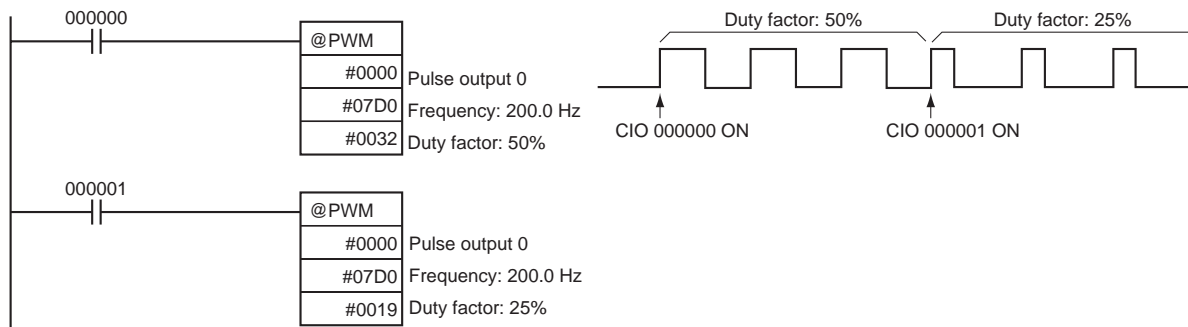 000000
@PWM
#0000 Pulse output 0
#07D0 Frequency: 200.0 Hz
#0032 Duty factor: 50%
Duty factor: 50% Duty factor: 25%
CIO 000000 ON CIO 000001 ON
000001
@PWM
#0000 Pulse output 0
#07D0 Frequency: 200.0 Hz
#0019 Duty factor: 25%